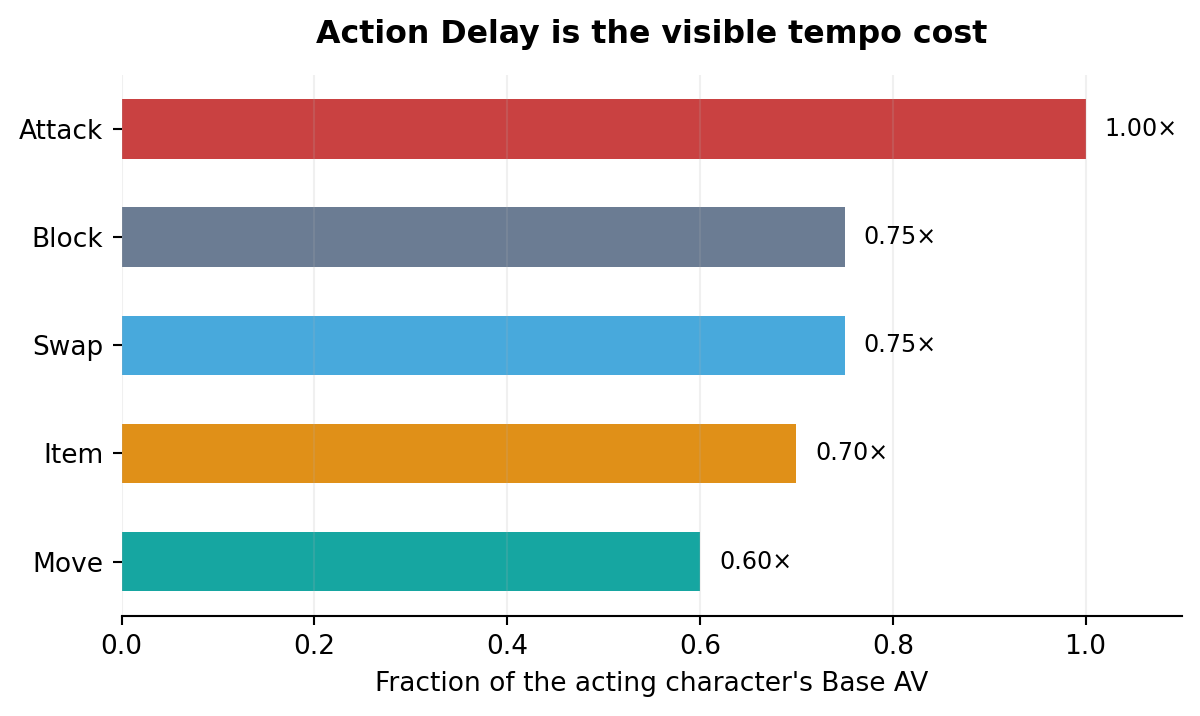 Action Delay is the visible tempo cost
Attack
1.00×
Block
0.75×
Swap
0.75×
Item
0.70×
Move
0.60×
0.0 0.2 0.4 0.6 0.8 1.0
Fraction of the acting character's Base AV